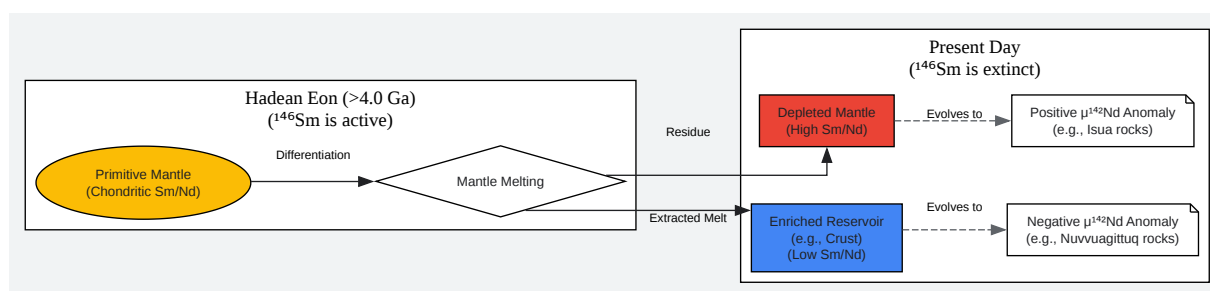 Hadean Eon (>4.0 Ga)
(¹⁴⁶Sm is active)
Primitive Mantle
(Chondritic Sm/Nd)
Differentiation
Mantle Melting
Residue
Extracted Melt
Present Day
(¹⁴⁶Sm is extinct)
Depleted Mantle
(High Sm/Nd)
Evolves to
Positive μ¹⁴²Nd Anomaly
(e.g., Isua rocks)
Enriched Reservoir
(e.g., Crust)
(Low Sm/Nd)
Evolves to
Negative μ¹⁴²Nd Anomaly
(e.g., Nuvvuagittuq rocks)